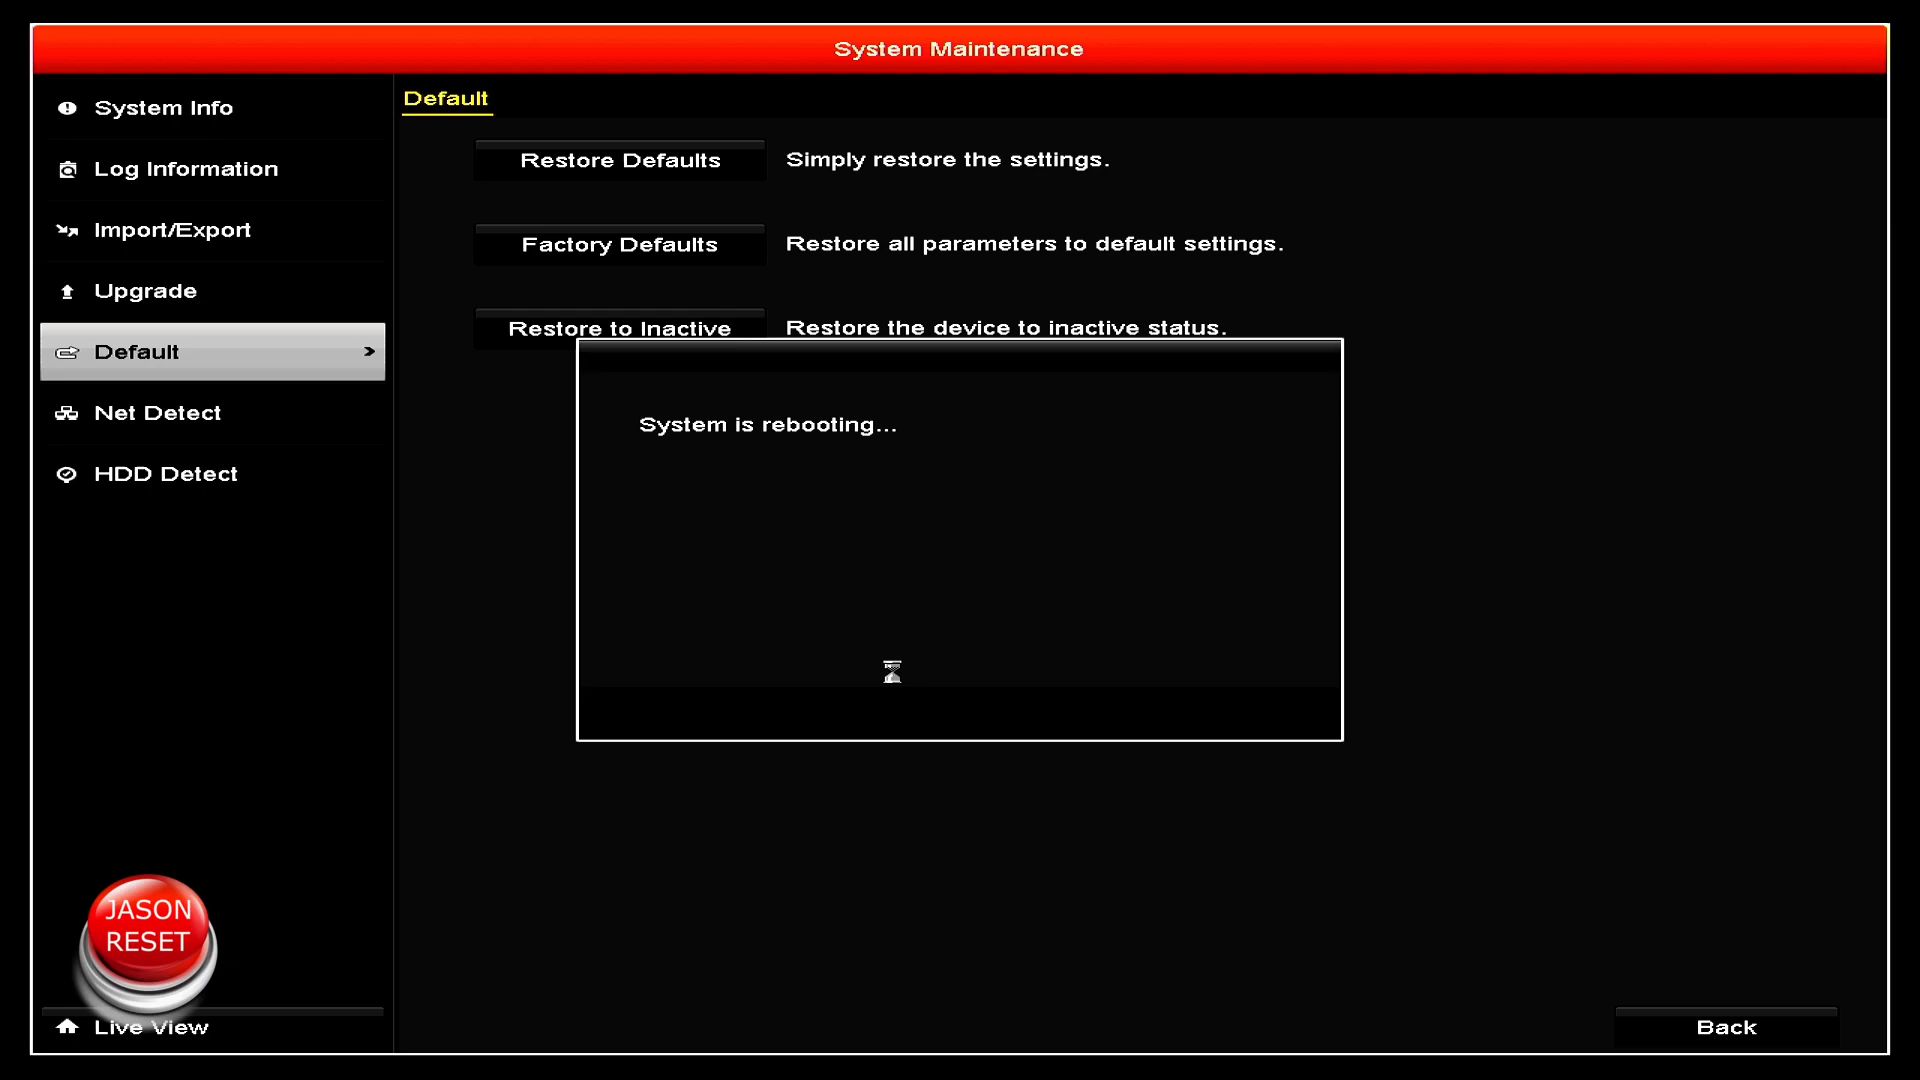 System Maintenance
System Info
Log Information
Import/Export
Upgrade
Default >
Net Detect
HDD Detect
Live View
Default
Restore Defaults Simply restore the settings.
Factory Defaults Restore all parameters to default settings.
Restore to Inactive Restore the device to inactive status.
System is rebooting...
JASON
RESET
Back